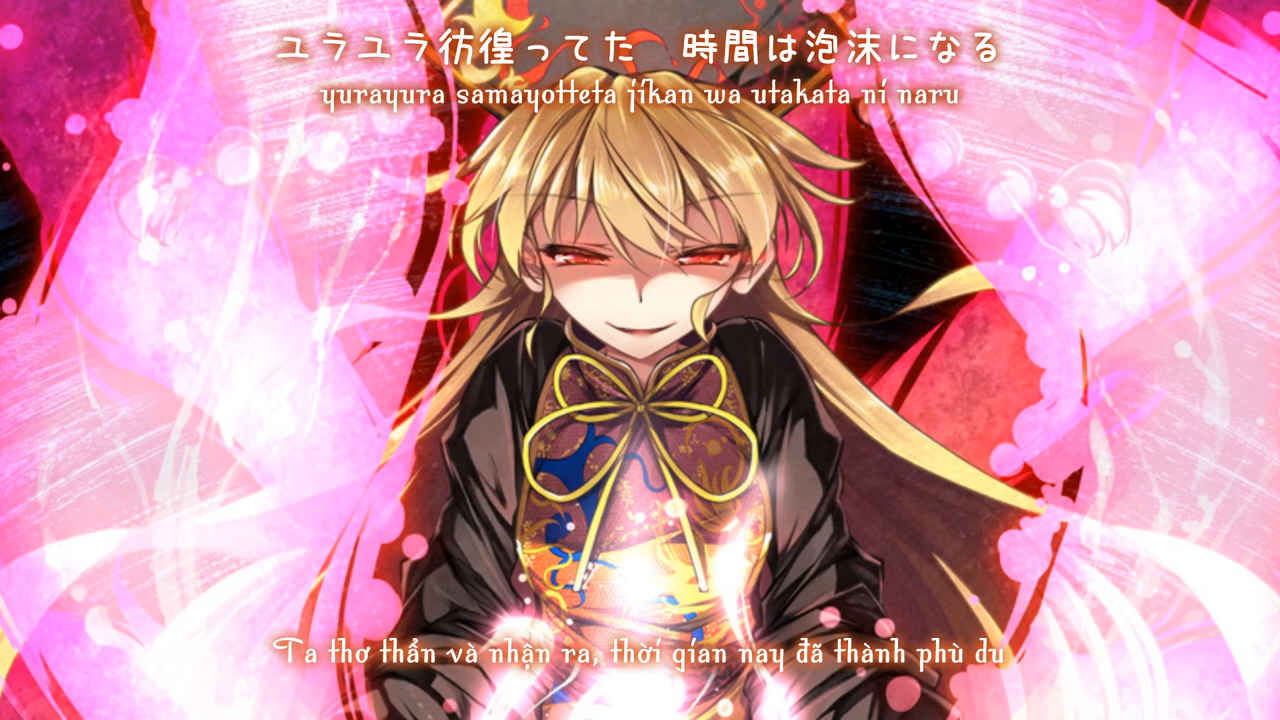 ユラユラ彷徨ってた　時間は泡沫になる
yurayura samayotteta jikan wa utakata ni naru
Ta thơ thẩn và nhận ra, thời gian nay đã thành phù du